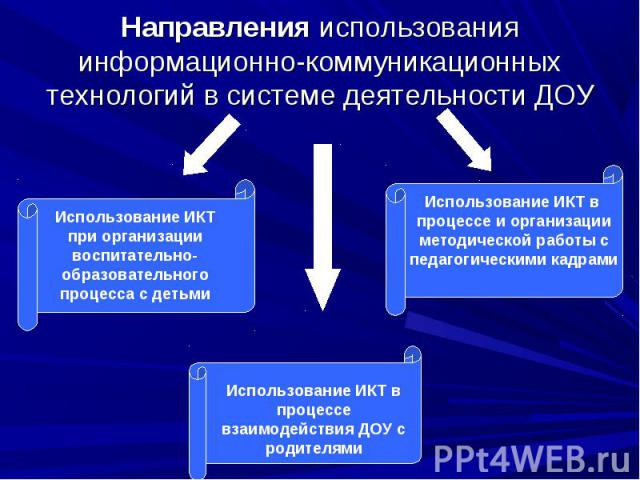 Направления использования
информационно-коммуникационных
технологий в системе деятельности ДОУ
Использование ИКТ
при организации
воспитательно-
образовательного
процесса с детьми
Использование ИКТ в
процессе и организации
методической работы с
педагогическими кадрами
Использование ИКТ в
процессе
взаимодействия ДОУ с
родителями
PPt4WEB.ru